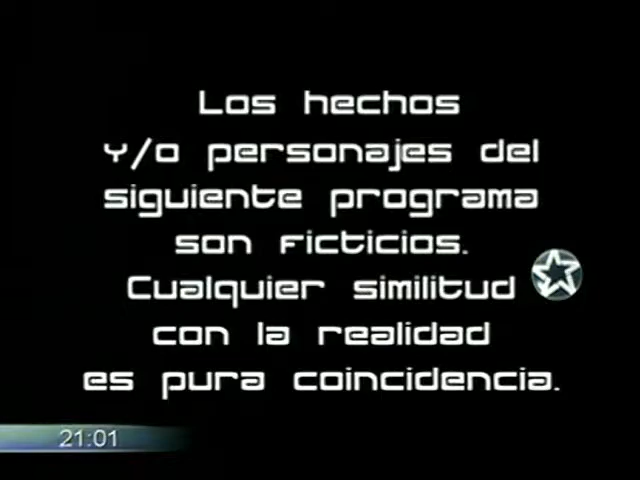 Los hechos
y/o personajes del
siguiente programa
son ficticios.
Cualquier similitud
con la realidad
es pura coincidencia.
21:01